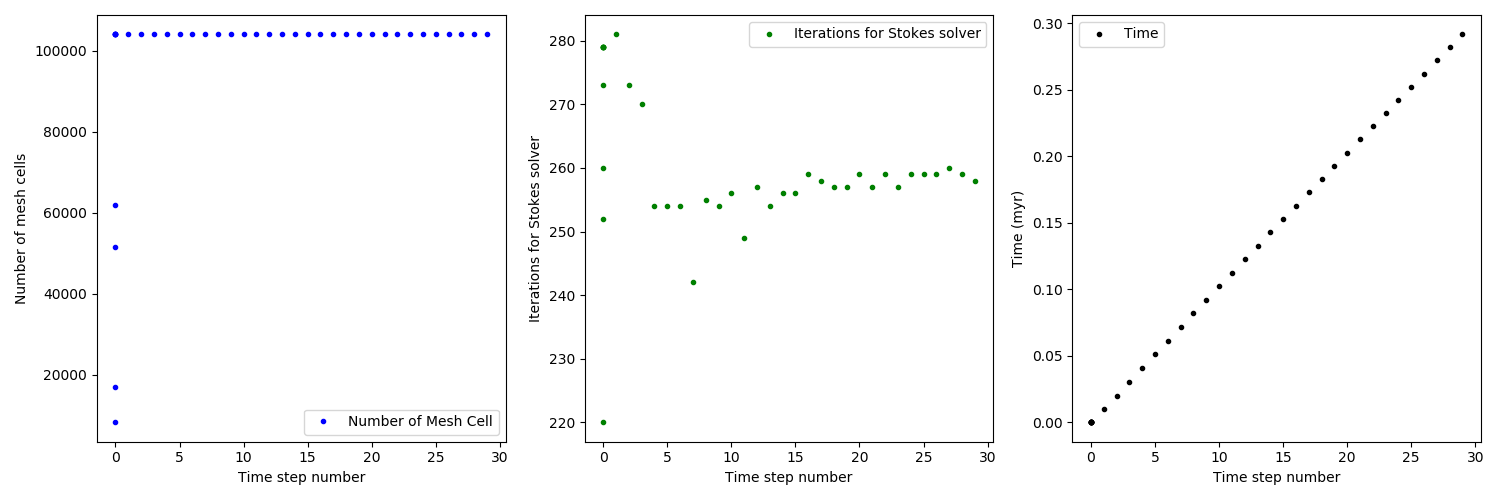 Number of mesh cells
100000
80000
60000
40000
20000
Number of Mesh Cell
0 5 10 15 20 25 30
Time step number
Iterations for Stokes solver
280
270
260
250
240
230
220
Iterations for Stokes solver
0 5 10 15 20 25 30
Time step number
Time (myr)
0.30
0.25
0.20
0.15
0.10
0.05
0.00
Time
0 5 10 15 20 25 30
Time step number